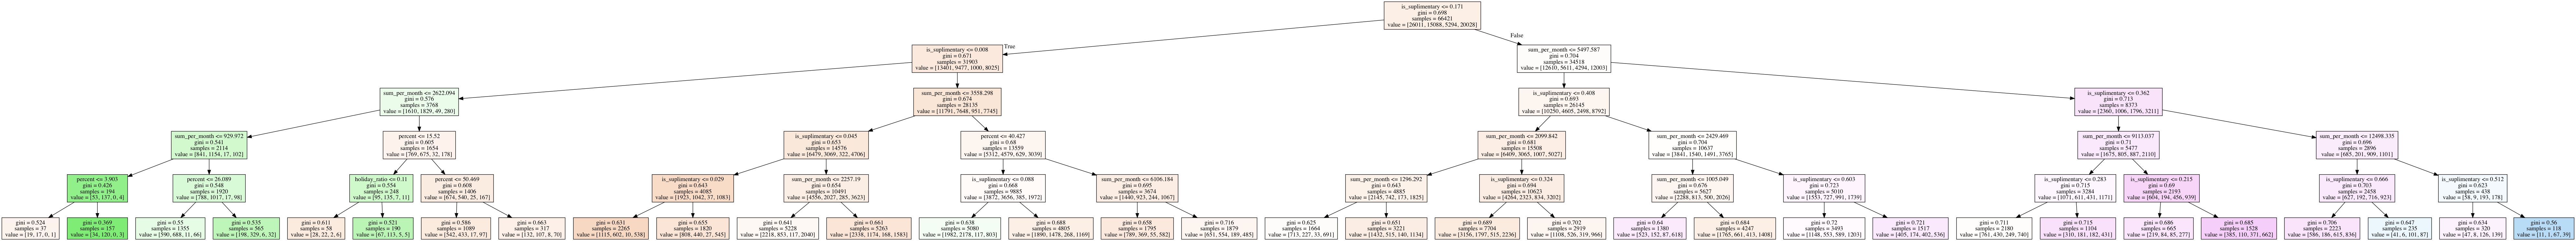 is_suplimentary <= 0.171
gini = 0.698
samples = 66421
value = [26011, 15088, 5294, 20028]
True
False
is_suplimentary <= 0.008
gini = 0.671
samples = 31903
value = [13401, 9477, 1000, 8025]
sum_per_month <= 5497.587
gini = 0.704
samples = 34518
value = [12610, 5611, 4294, 12003]
sum_per_month <= 2622.094
gini = 0.576
samples = 3768
value = [1610, 1829, 49, 280]
sum_per_month <= 3558.298
gini = 0.674
samples = 28135
value = [11791, 7648, 951, 7745]
is_suplimentary <= 0.408
gini = 0.693
samples = 26145
value = [10250, 4605, 2498, 8792]
is_suplimentary <= 0.362
gini = 0.713
samples = 8373
value = [2360, 1006, 1796, 3211]
sum_per_month <= 929.972
gini = 0.541
samples = 2114
value = [841, 1154, 17, 102]
percent <= 15.52
gini = 0.605
samples = 1654
value = [769, 675, 32, 178]
is_suplimentary <= 0.045
gini = 0.653
samples = 14576
value = [6479, 3069, 322, 4706]
percent <= 40.427
gini = 0.68
samples = 13559
value = [5312, 4579, 629, 3039]
sum_per_month <= 2099.842
gini = 0.681
samples = 15508
value = [6409, 3065, 1007, 5027]
sum_per_month <= 2429.469
gini = 0.704
samples = 10637
value = [3841, 1540, 1491, 3765]
sum_per_month <= 9113.037
gini = 0.71
samples = 5477
value = [1675, 805, 887, 2110]
sum_per_month <= 12498.335
gini = 0.696
samples = 2896
value = [685, 201, 909, 1101]
percent <= 3.903
gini = 0.426
samples = 194
value = [53, 137, 0, 4]
percent <= 26.089
gini = 0.548
samples = 1920
value = [788, 1017, 17, 98]
holiday_ratio <= 0.11
gini = 0.554
samples = 248
value = [95, 135, 7, 11]
percent <= 50.469
gini = 0.608
samples = 1406
value = [674, 540, 25, 167]
is_suplimentary <= 0.029
gini = 0.643
samples = 4085
value = [1923, 1042, 37, 1083]
sum_per_month <= 2257.19
gini = 0.654
samples = 10491
value = [4556, 2027, 285, 3623]
is_suplimentary <= 0.088
gini = 0.668
samples = 9885
value = [3872, 3656, 385, 1972]
sum_per_month <= 6106.184
gini = 0.695
samples = 3674
value = [1440, 923, 244, 1067]
sum_per_month <= 1296.292
gini = 0.643
samples = 4885
value = [2145, 742, 173, 1825]
is_suplimentary <= 0.324
gini = 0.694
samples = 10623
value = [4264, 2323, 834, 3202]
sum_per_month <= 1005.049
gini = 0.676
samples = 5627
value = [2288, 813, 500, 2026]
is_suplimentary <= 0.603
gini = 0.723
samples = 5010
value = [1553, 727, 991, 1739]
is_suplimentary <= 0.283
gini = 0.715
samples = 3284
value = [1071, 611, 431, 1171]
is_suplimentary <= 0.215
gini = 0.69
samples = 2193
value = [604, 194, 456, 939]
is_suplimentary <= 0.666
gini = 0.703
samples = 2458
value = [627, 192, 716, 923]
is_suplimentary <= 0.512
gini = 0.623
samples = 438
value = [58, 9, 193, 178]
gini = 0.524
samples = 37
value = [19, 17, 0, 1]
gini = 0.369
samples = 157
value = [34, 120, 0, 3]
gini = 0.55
samples = 1355
value = [590, 688, 11, 66]
gini = 0.535
samples = 565
value = [198, 329, 6, 32]
gini = 0.611
samples = 58
value = [28, 22, 2, 6]
gini = 0.521
samples = 190
value = [67, 113, 5, 5]
gini = 0.586
samples = 1089
value = [542, 433, 17, 97]
gini = 0.663
samples = 317
value = [132, 107, 8, 70]
gini = 0.631
samples = 2265
value = [1115, 602, 10, 538]
gini = 0.655
samples = 1820
value = [808, 440, 27, 545]
gini = 0.641
samples = 5228
value = [2218, 853, 117, 2040]
gini = 0.661
samples = 5263
value = [2338, 1174, 168, 1583]
gini = 0.638
samples = 5080
value = [1982, 2178, 117, 803]
gini = 0.688
samples = 4805
value = [1890, 1478, 268, 1169]
gini = 0.658
samples = 1795
value = [789, 369, 55, 582]
gini = 0.716
samples = 1879
value = [651, 554, 189, 485]
gini = 0.625
samples = 1664
value = [713, 227, 33, 691]
gini = 0.651
samples = 3221
value = [1432, 515, 140, 1134]
gini = 0.689
samples = 7704
value = [3156, 1797, 515, 2236]
gini = 0.702
samples = 2919
value = [1108, 526, 319, 966]
gini = 0.64
samples = 1380
value = [523, 152, 87, 618]
gini = 0.684
samples = 4247
value = [1765, 661, 413, 1408]
gini = 0.72
samples = 3493
value = [1148, 553, 589, 1203]
gini = 0.721
samples = 1517
value = [405, 174, 402, 536]
gini = 0.711
samples = 2180
value = [761, 430, 249, 740]
gini = 0.715
samples = 1104
value = [310, 181, 182, 431]
gini = 0.686
samples = 665
value = [219, 84, 85, 277]
gini = 0.685
samples = 1528
value = [385, 110, 371, 662]
gini = 0.706
samples = 2223
value = [586, 186, 615, 836]
gini = 0.647
samples = 235
value = [41, 6, 101, 87]
gini = 0.634
samples = 320
value = [47, 8, 126, 139]
gini = 0.56
samples = 118
value = [11, 1, 67, 39]